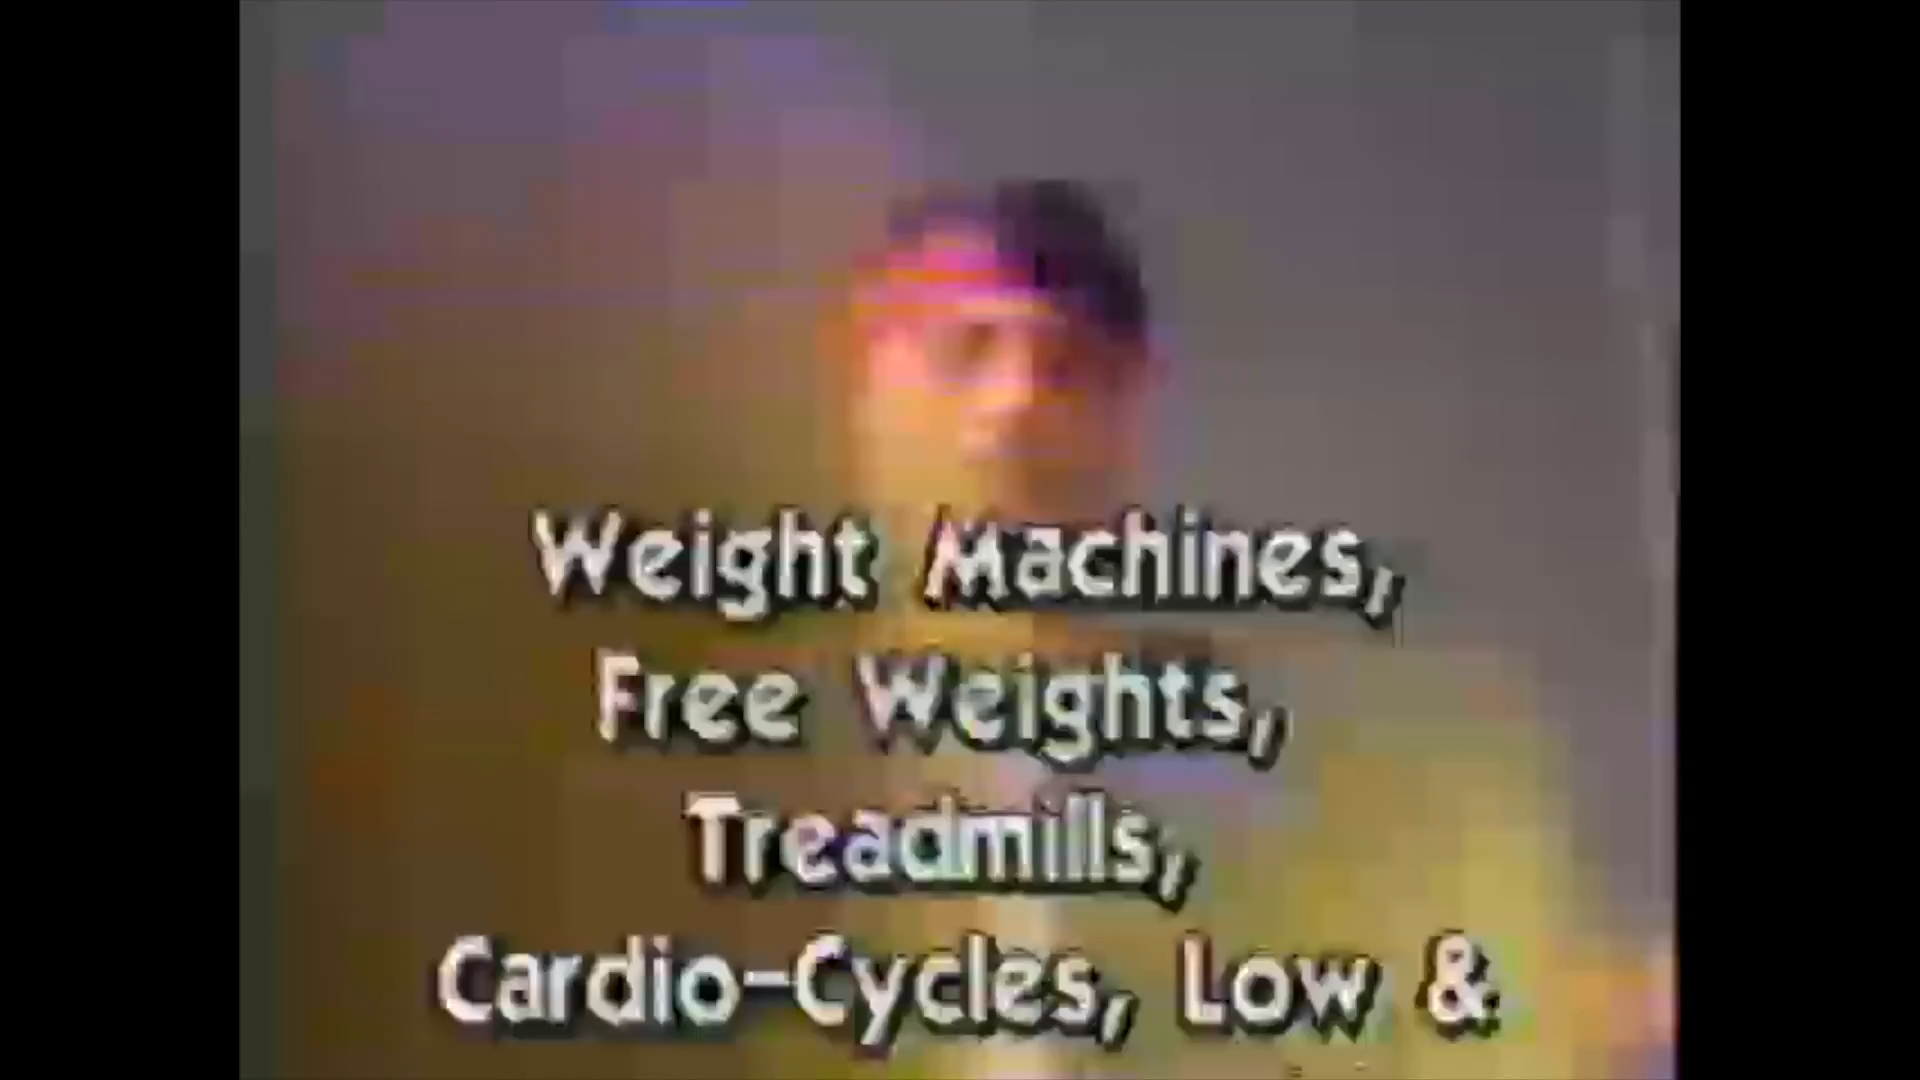 Weight Machines,
Free Weights,
Treadmills,
Cardio-Cycles, Low &